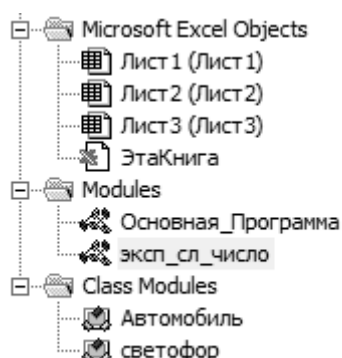 Microsoft Excel Objects
Лист1 (Лист1)
Лист2 (Лист2)
Лист3 (Лист3)
ЭтаКнига
Modules
Основная_Программа
эксп_сл_число
Class Modules
Автомобиль
светофор